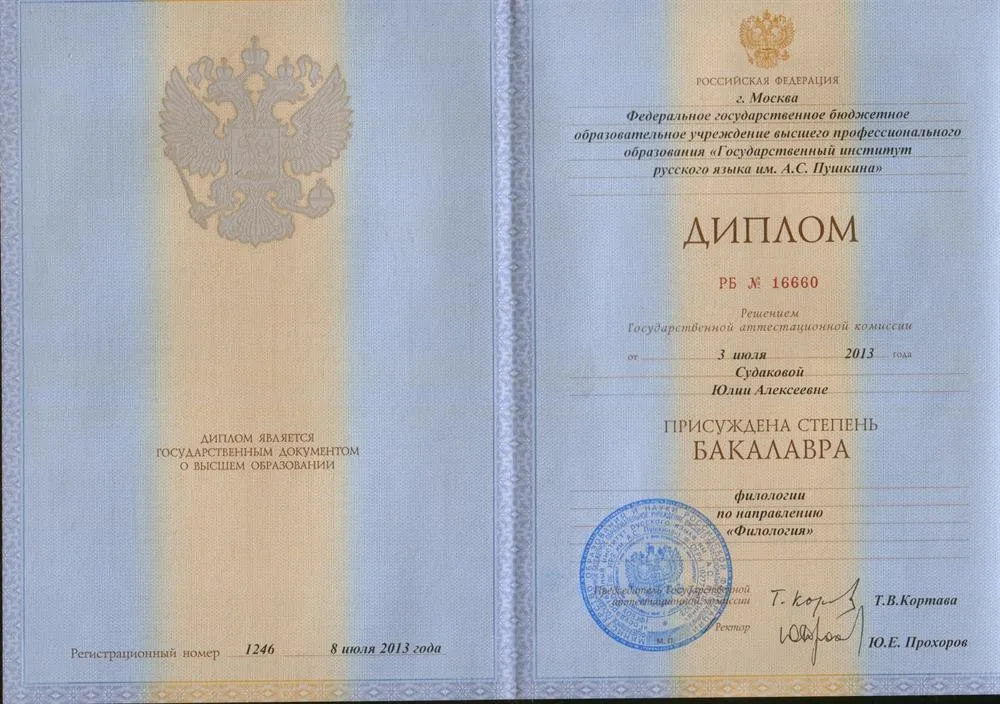 ДИПЛОМ ЯВЛЯЕТСЯ
ГОСУДАРСТВЕННЫМ ДОКУМЕНТОМ
О ВЫСШЕМ ОБРАЗОВАНИИ
Регистрационный номер 1246 8 июля 2013 года
РОССИЙСКАЯ ФЕДЕРАЦИЯ
г. Москва
Федеральное государственное бюджетное
образовательное учреждение высшего профессионального
образования «Государственный институт
русского языка им. А.С. Пушкина»
ДИПЛОМ
РБ № 16660
Решением
Государственной аттестационной комиссии
от 3 июля 2013 года
Судаковой
Юлии Алексеевне
ПРИСУЖДЕНА СТЕПЕНЬ
БАКАЛАВРА
филологии
по направлению
«Филология»
Председатель Государственной
аттестационной комиссии Т.В.Кортава
Ректор Ю.Е. Прохоров
М.П.